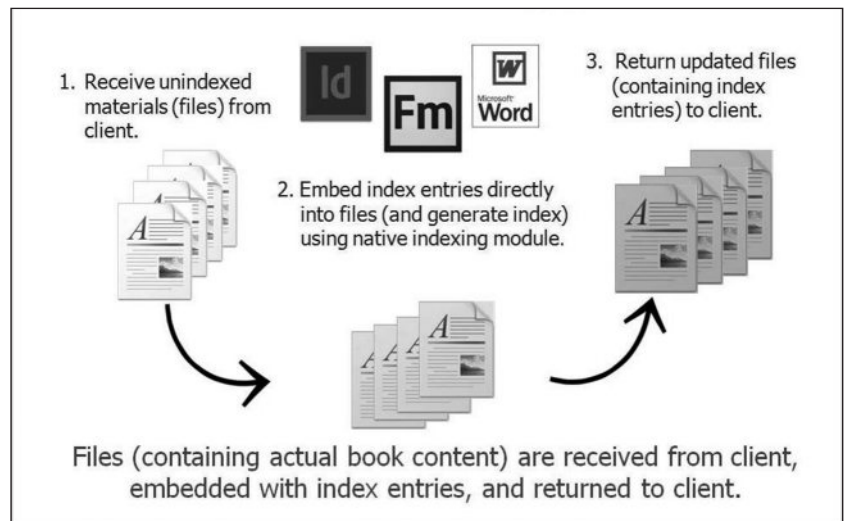 1. Receive unindexed
materials (files) from
client.
Id
Fm
W
Microsoft®
Word
3. Return updated files
(containing index
entries) to client.
2. Embed index entries directly
into files (and generate index)
using native indexing module.
A
A
A
A
A
A
Files (containing actual book content) are received from client,
embedded with index entries, and returned to client.